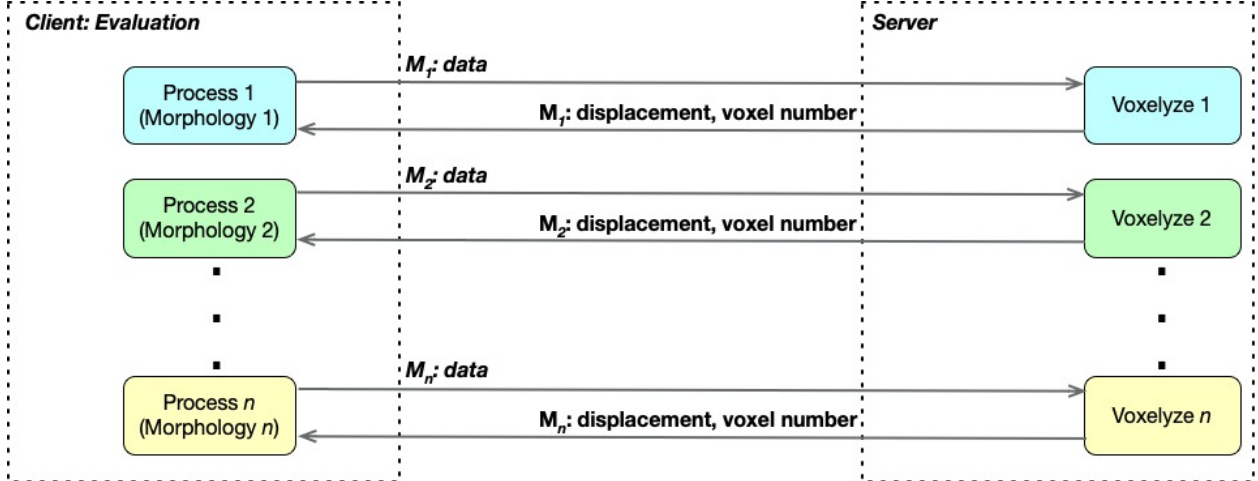 Client: Evaluation
Server
M1: data
Process 1
(Morphology 1)
Voxelyze 1
M1: displacement, voxel number
M2: data
Process 2
(Morphology 2)
Voxelyze 2
M2: displacement, voxel number
Mn: data
Process n
(Morphology n)
Voxelyze n
Mn: displacement, voxel number